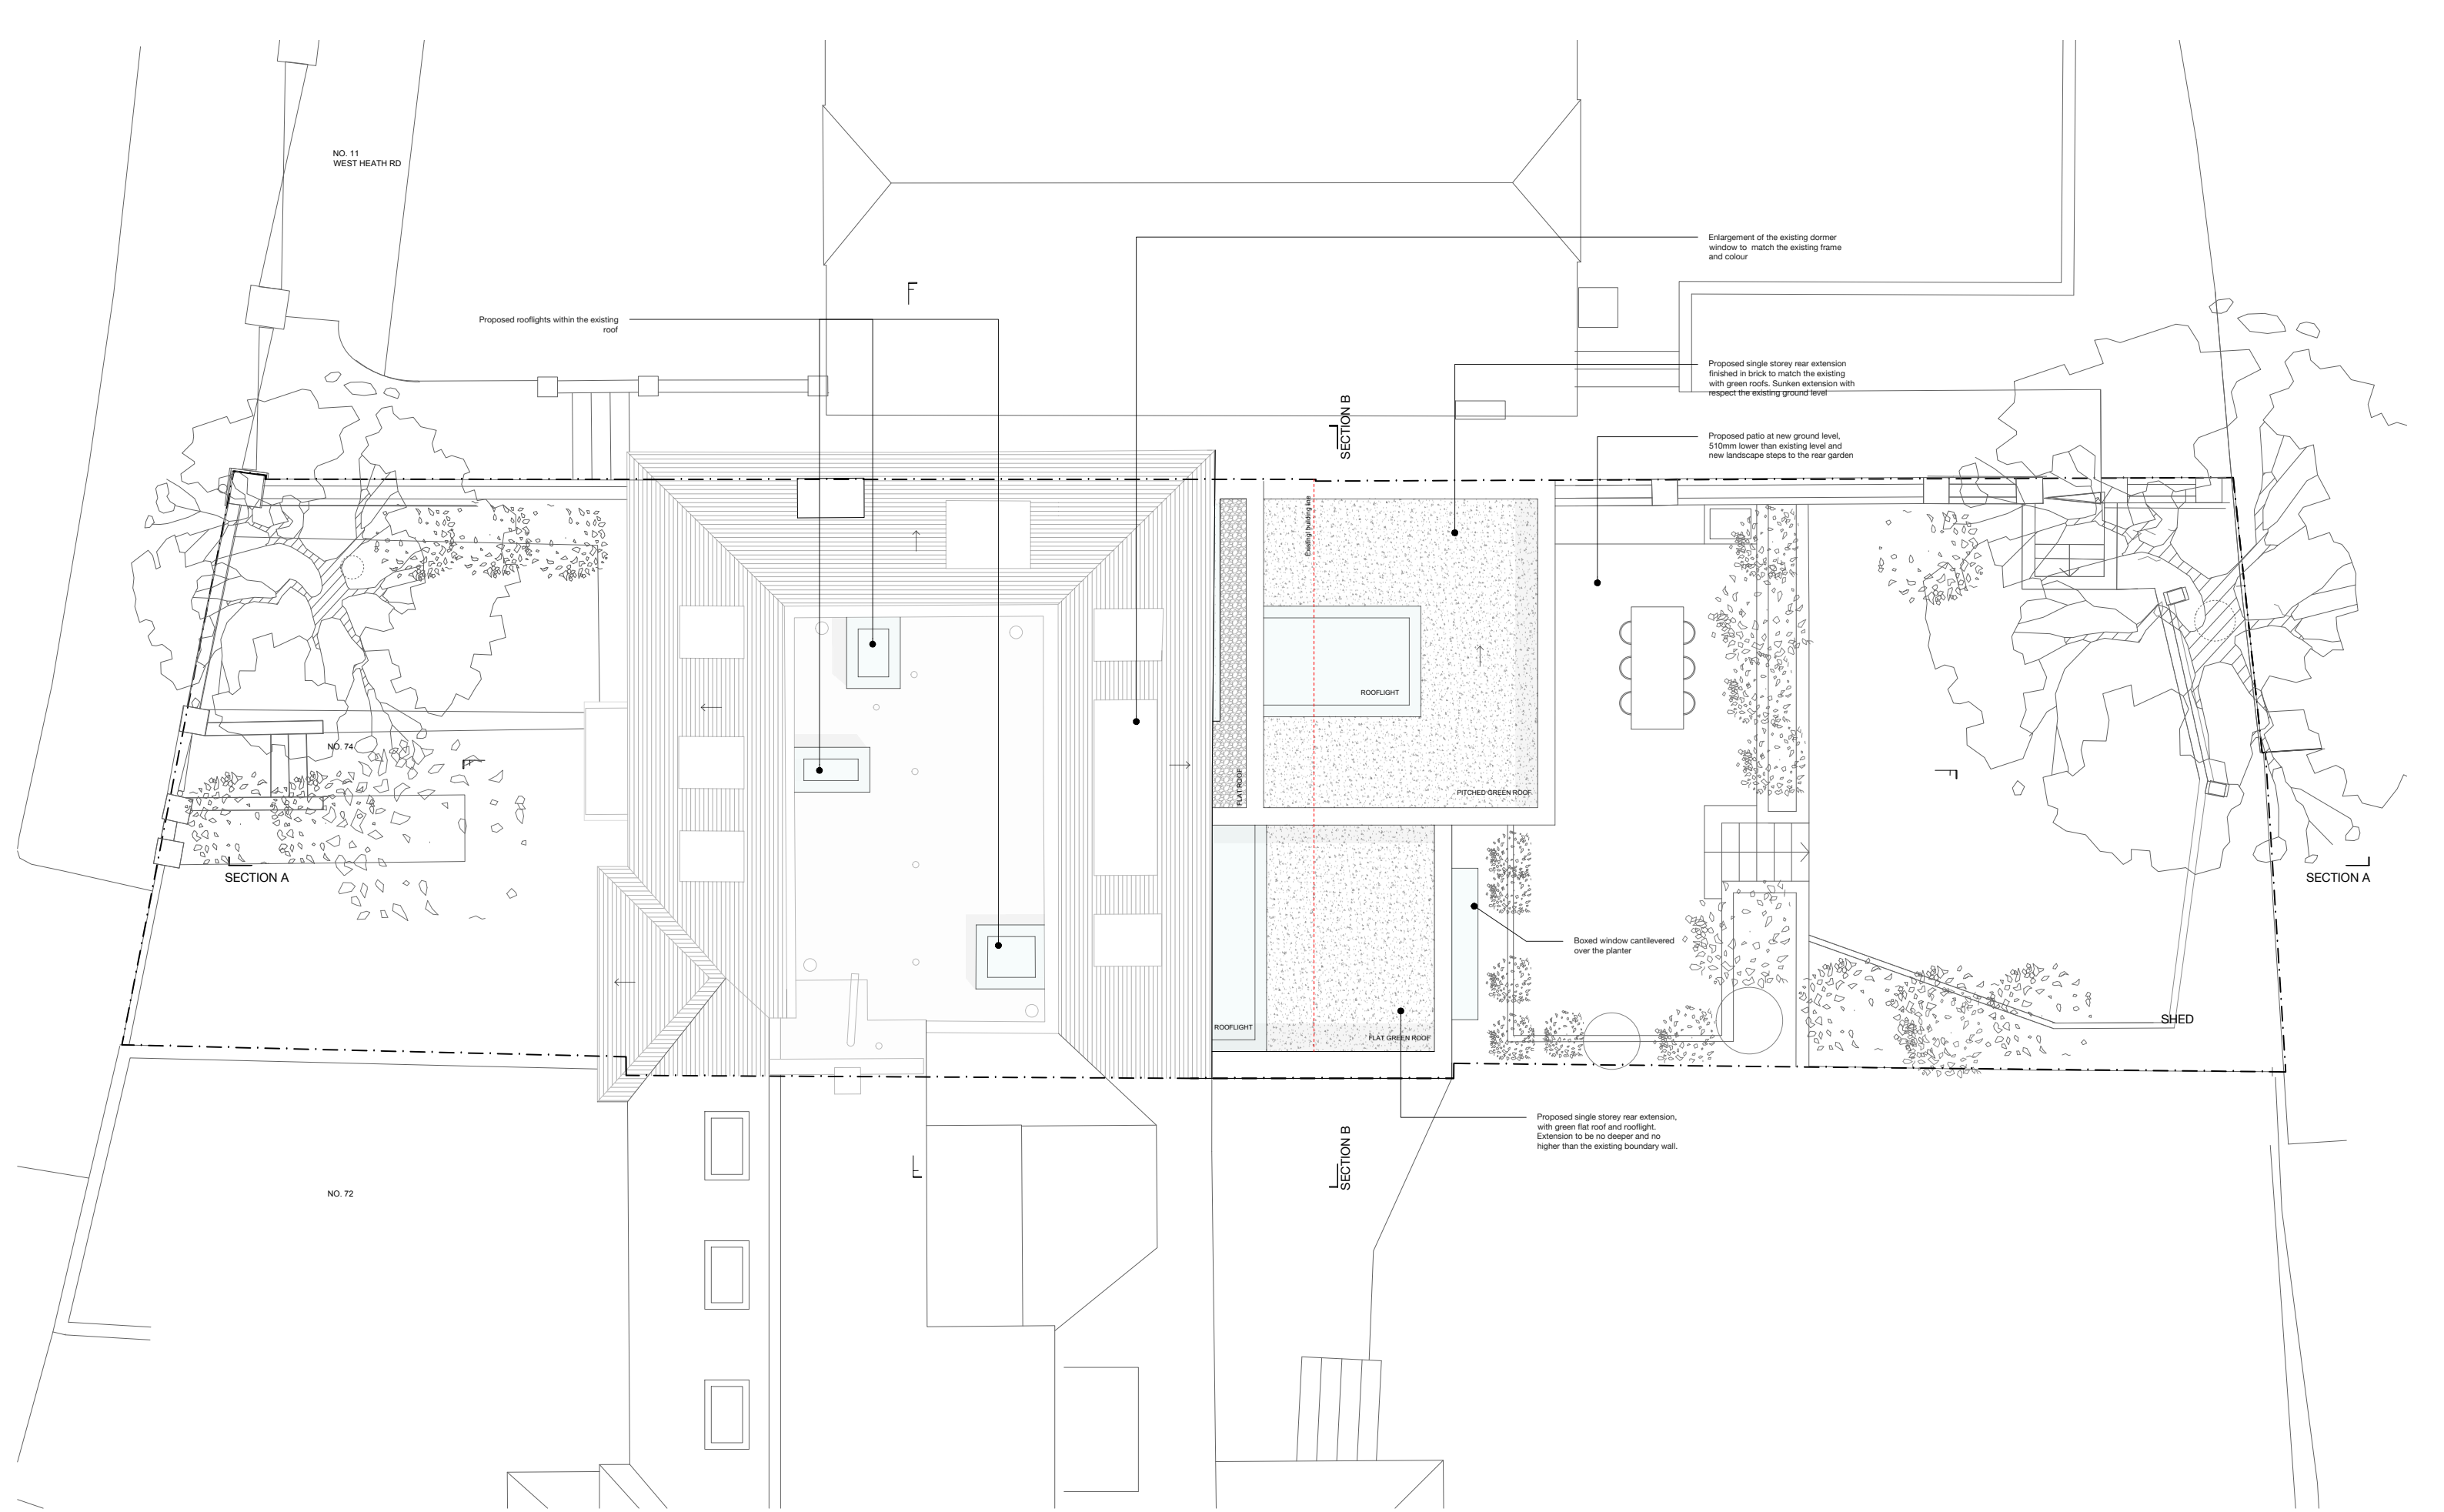 NO. 11
WEST HEATH RD
Enlargement of the existing dormer
window to match the existing frame
and colour
Proposed rooflights within the existing
roof
Proposed single storey rear extension
finished in brick to match the existing
with green roofs. Sunken extension with
respect the existing ground level
SECTION B
Proposed patio at new ground level,
510mm lower than existing level and
new landscape steps to the rear garden
Existing building line
ROOFLIGHT
NO. 74
FLAT ROOF
PITCHED GREEN ROOF
SECTION A
SECTION A
Boxed window cantilevered
over the planter
SHED
ROOFLIGHT
FLAT GREEN ROOF
Proposed single storey rear extension,
with green flat roof and rooflight.
Extension to be no deeper and no
higher than the existing boundary wall.
SECTION B
NO. 72